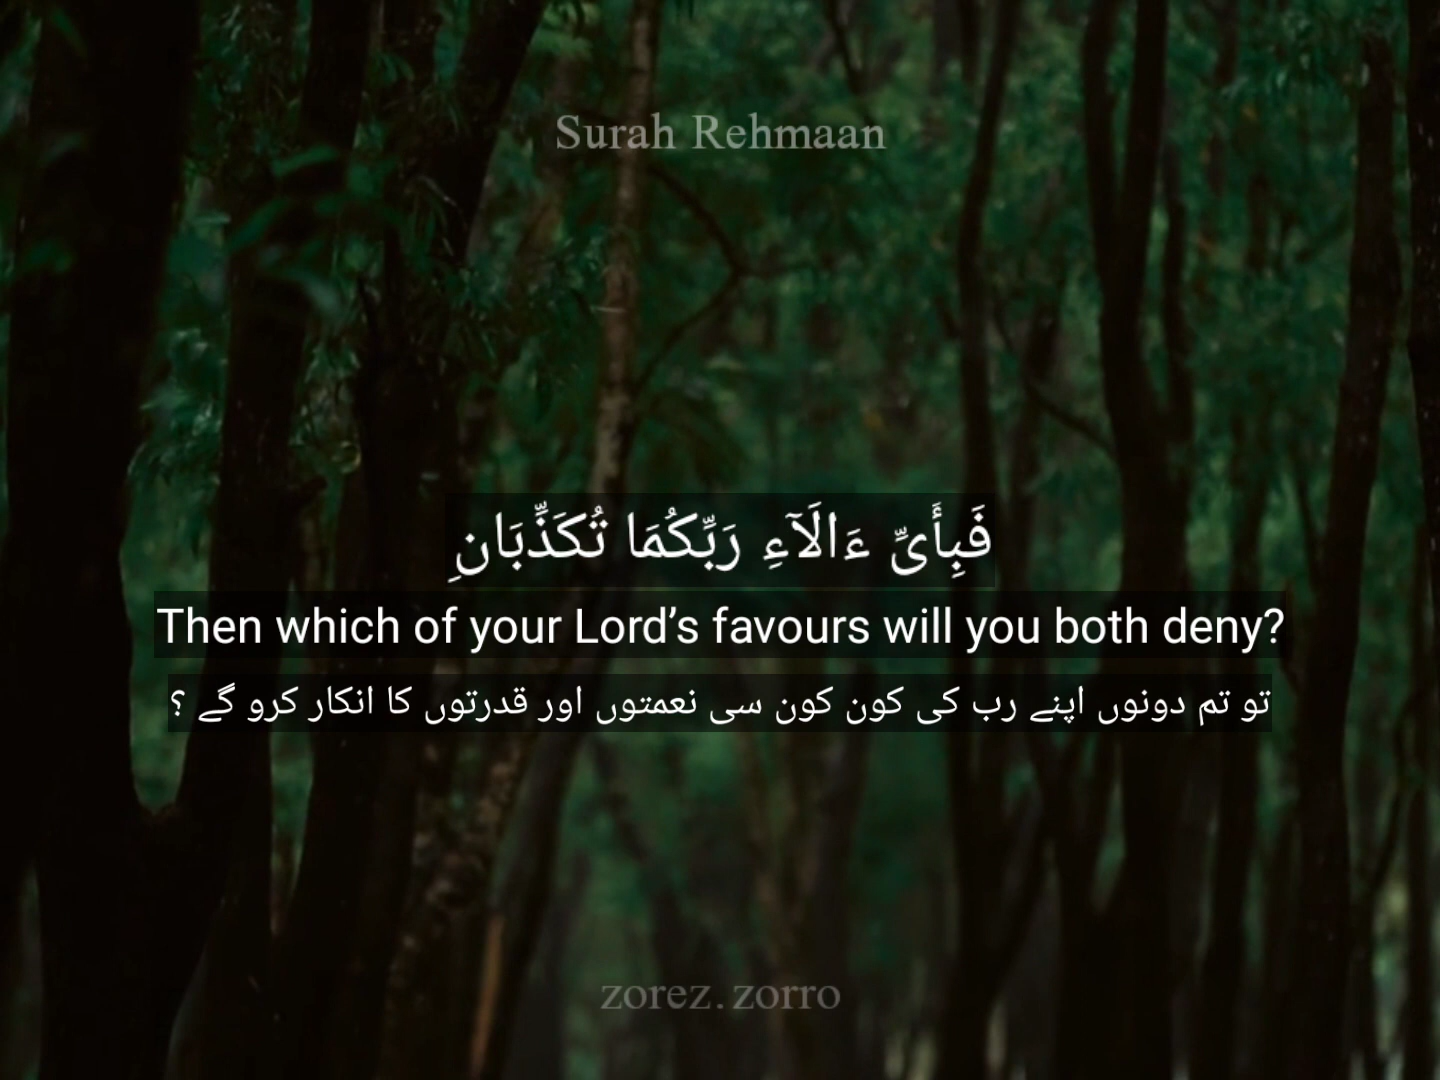 Surah Rehmaan
فَبِأَىِّ ءَالَآءِ رَبِّكُمَا تُكَذِّبَانِ
Then which of your Lord’s favours will you both deny?
تو تم دونوں اپنے رب کی کون کون سی نعمتوں اور قدرتوں کا انکار کرو گے ؟
zorez.zorro